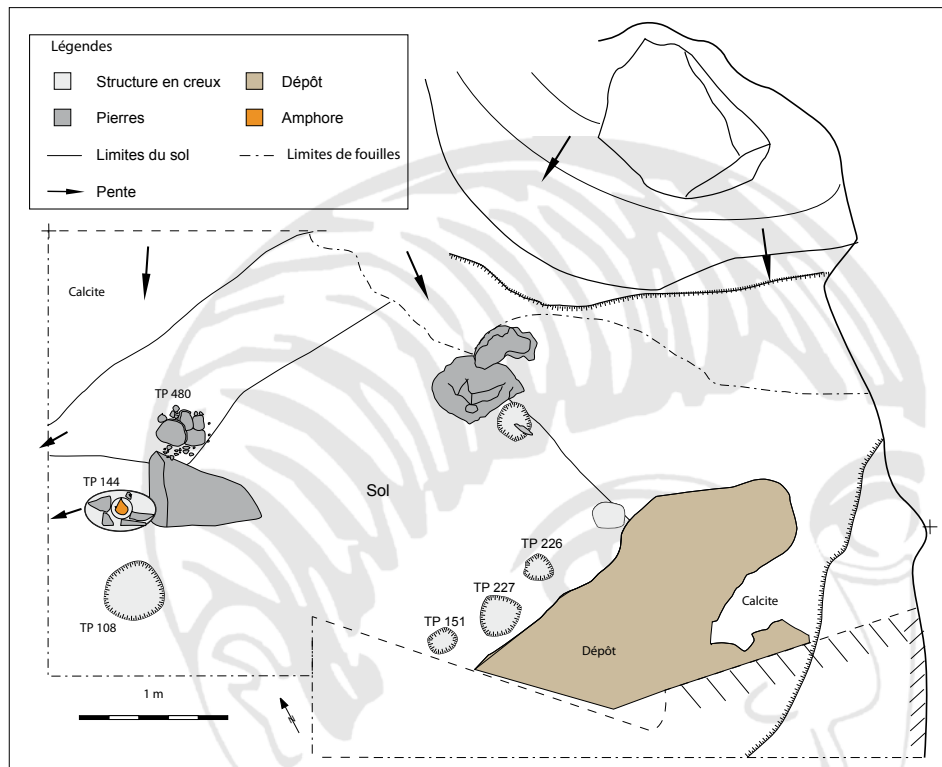 Légendes
Structure en creux
Dépôt
Pierres
Amphore
Limites du sol
Limites de fouilles
Pente
Calcite
TP 480
TP 144
Sol
TP 226
TP 227
TP 108
TP 151
Calcite
Dépôt
1 m
N